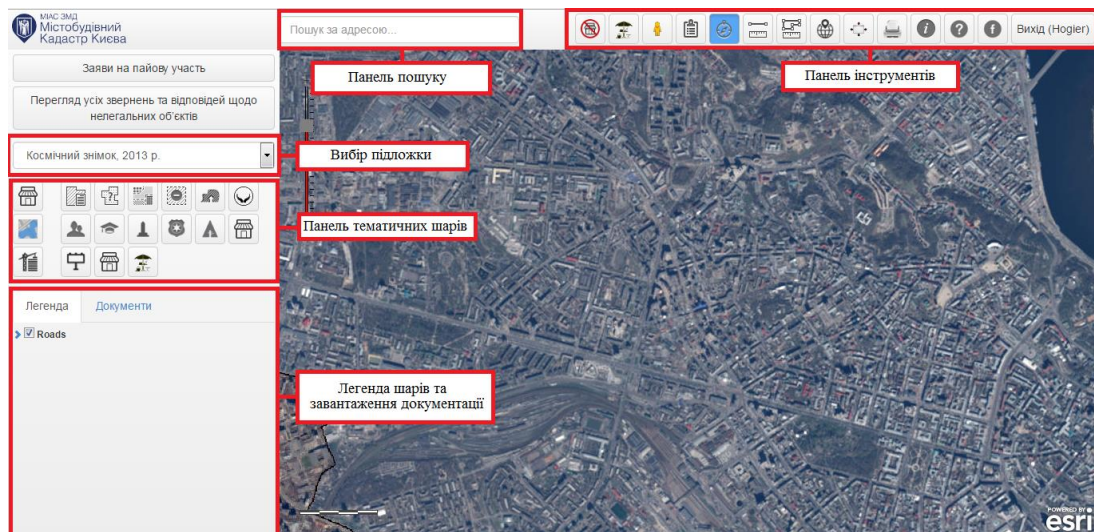 МІАС ЗМД
Містобудівний
Кадастр Києва
Пошук за адресою...
Вихід (Hogier)
Заяви на пайову участь
Панель пошуку
Панель інструментів
Перегляд усіх звернень та відповідей щодо
нелегальних об'єктів
Космічний знімок, 2013 р.
Вибір підложки
Панель тематичних шарів
Легенда
Документи
Roads
Легенда шарів та
завантаження документації
POWERED BY
esri